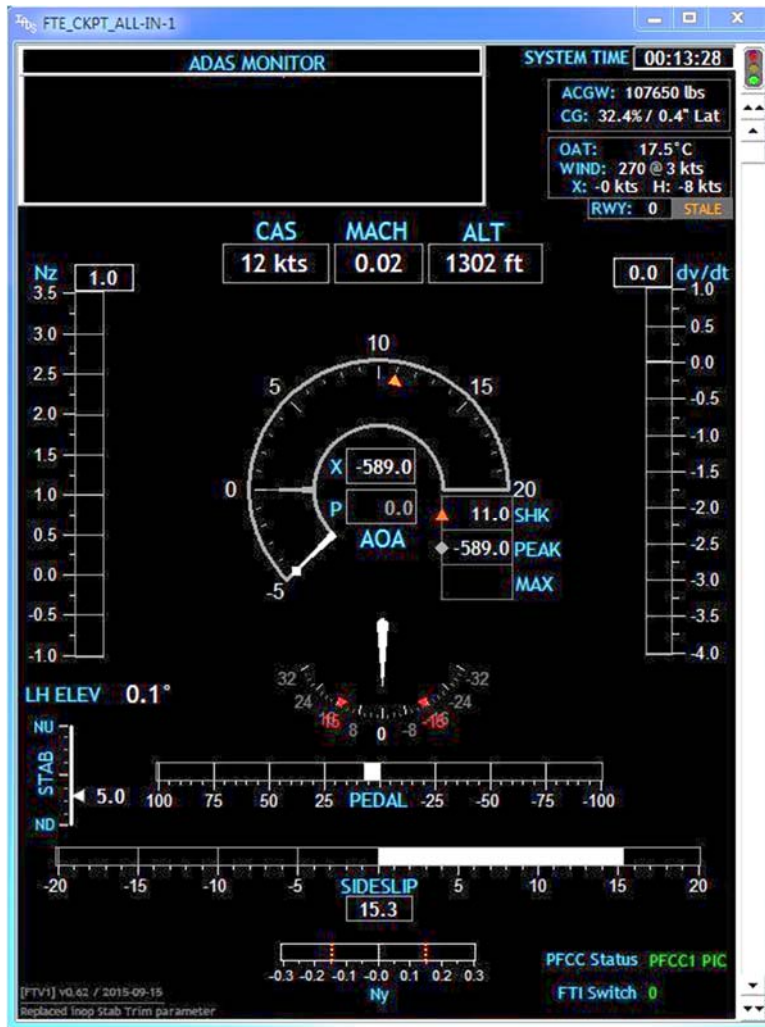 FTE_CKPT_ALL-IN-1
ADAS MONITOR
SYSTEM TIME 00:13:28
ACGW: 107650 lbs
CG: 32.4% / 0.4" Lat
OAT: 17.5°C
WIND: 270 @ 3 kts
X: -0 kts H: -8 kts
RWY: 0 STALE
CAS MACH ALT
12 kts 0.02 1302 ft
Nz 1.0
3.5
3.0
2.5
2.0
1.5
1.0
0.5
0.0
-0.5
-1.0
0.0 dv/dt
1.0
0.5
0.0
-0.5
-1.0
-1.5
-2.0
-2.5
-3.0
-3.5
-4.0
10
5 15
0 20
-5
X -589.0
P 0.0
AOA
11.0 SHK
-589.0 PEAK
MAX
32 -32
24 -24
16 -16
8 0 -8
LH ELEV 0.1°
NU
STAB 5.0
ND
100 75 50 25 PEDAL -25 -50 -75 -100
-20 -15 -10 -5 SIDESLIP 5 10 15 20
15.3
-0.3 -0.2 -0.1 -0.0 0.1 0.2 0.3
Ny
PFCC Status PFCC1 PIC
FTI Switch 0
[FTV1] v0.62 / 2015-09-15
Replaced inop Stab Trim parameter